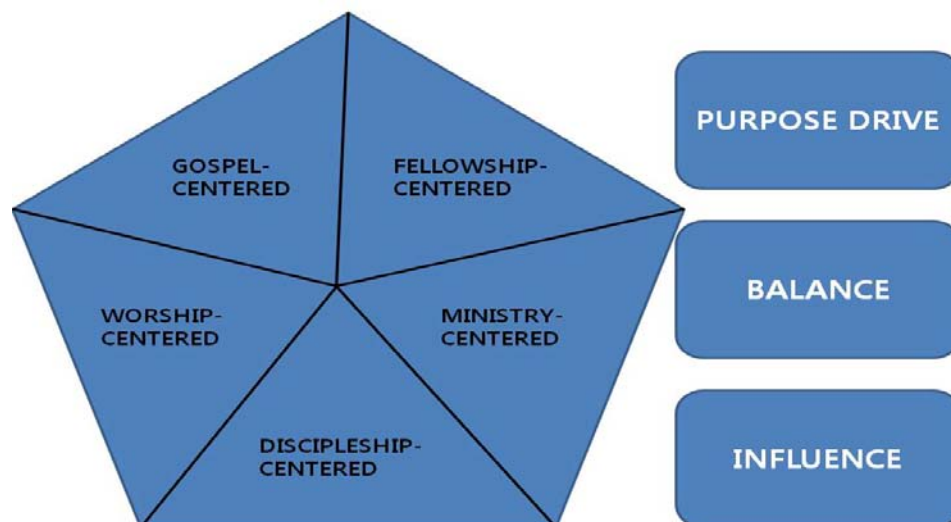 GOSPEL-
CENTERED
FELLOWSHIP-
CENTERED
WORSHIP-
CENTERED
MINISTRY-
CENTERED
DISCIPLESHIP-
CENTERED
PURPOSE DRIVE
BALANCE
INFLUENCE